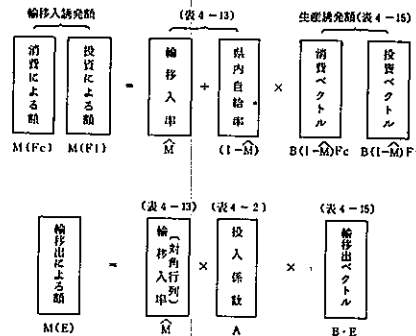 輸移入誘発額 (表4-13) 生産誘発額(表4-15)
消費による額 投資による額 = 輸移入率 + 県内自給率 × 消費ベクトル 投資ベクトル
M(Fc) M(FI) M̂ (I-M̂) B(I-M̂)Fc B(I-M̂)F
(表4-13) (表4-2) (表4-15)
輸移出による額 = 輸移入率(対角行列) × 投入係数 × 輸移出ベクトル
M(E) M̂ A B·E